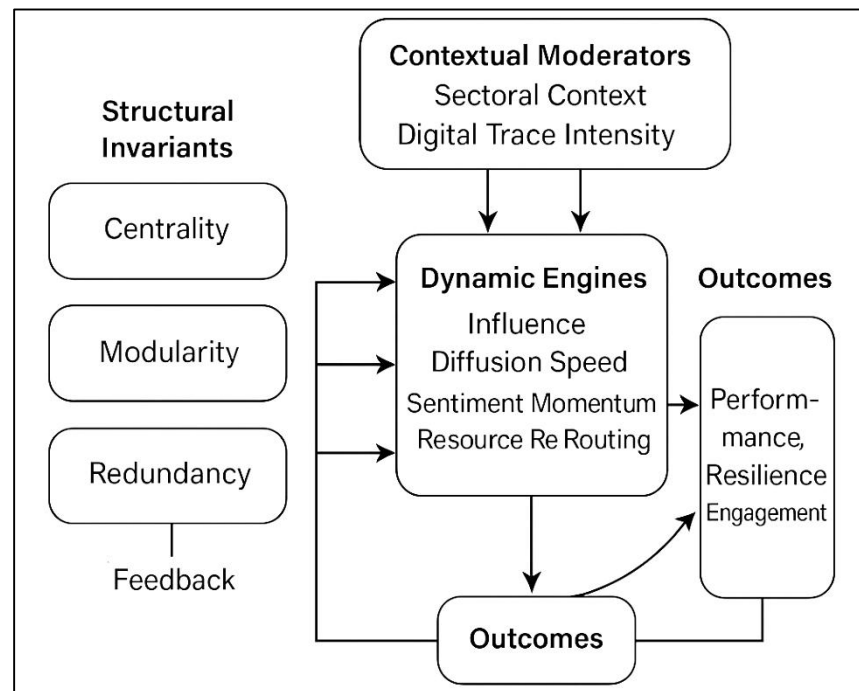 Structural
Invariants
Centrality
Modularity
Redundancy
Feedback
Contextual Moderators
Sectoral Context
Digital Trace Intensity
Dynamic Engines
Influence
Diffusion Speed
Sentiment Momentum
Resource Re Routing
Outcomes
Outcomes
Perform-
mance,
Resilience
Engagement